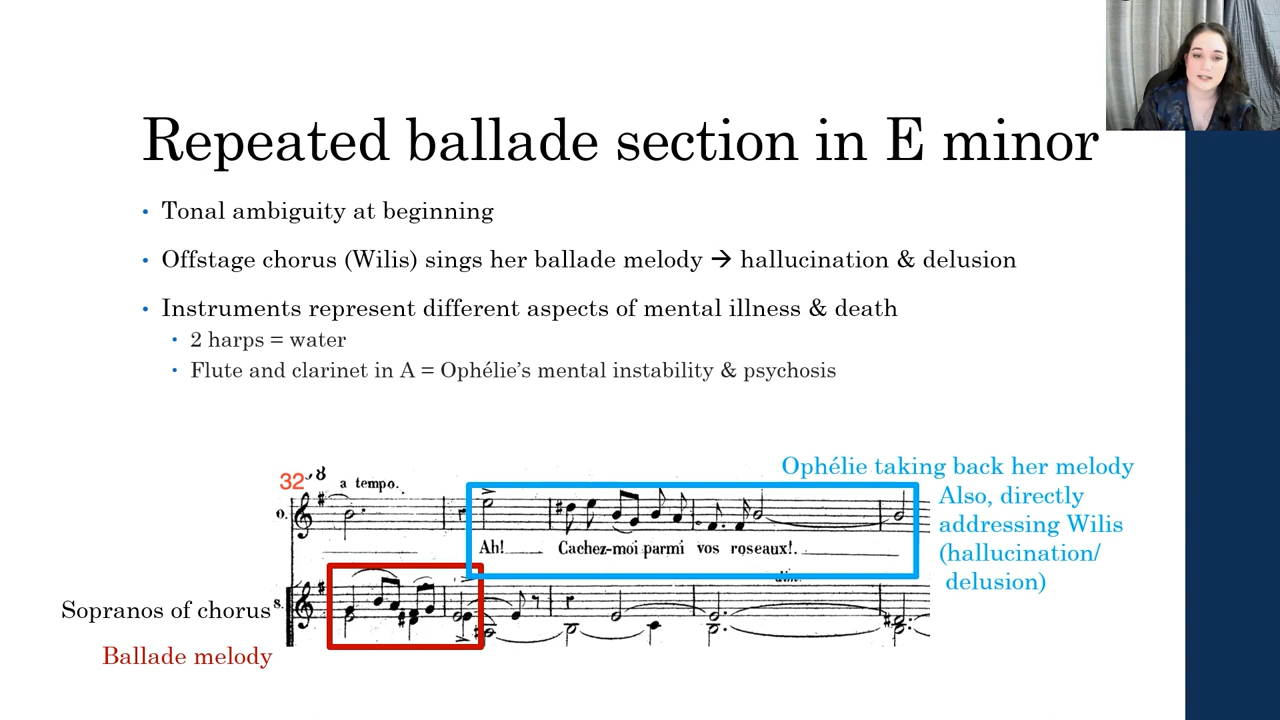 Repeated ballade section in E minor
• Tonal ambiguity at beginning
• Offstage chorus (Wilis) sings her ballade melody → hallucination & delusion
• Instruments represent different aspects of mental illness & death
• 2 harps = water
• Flute and clarinet in A = Ophélie's mental instability & psychosis
Ophélie taking back her melody
Also, directly
addressing Wilis
(hallucination/
delusion)
32
8
a tempo.
O.
Ah! Cachez-moi parmi vos roseaux!.
dim.
Sopranos of chorus
S.
Ballade melody